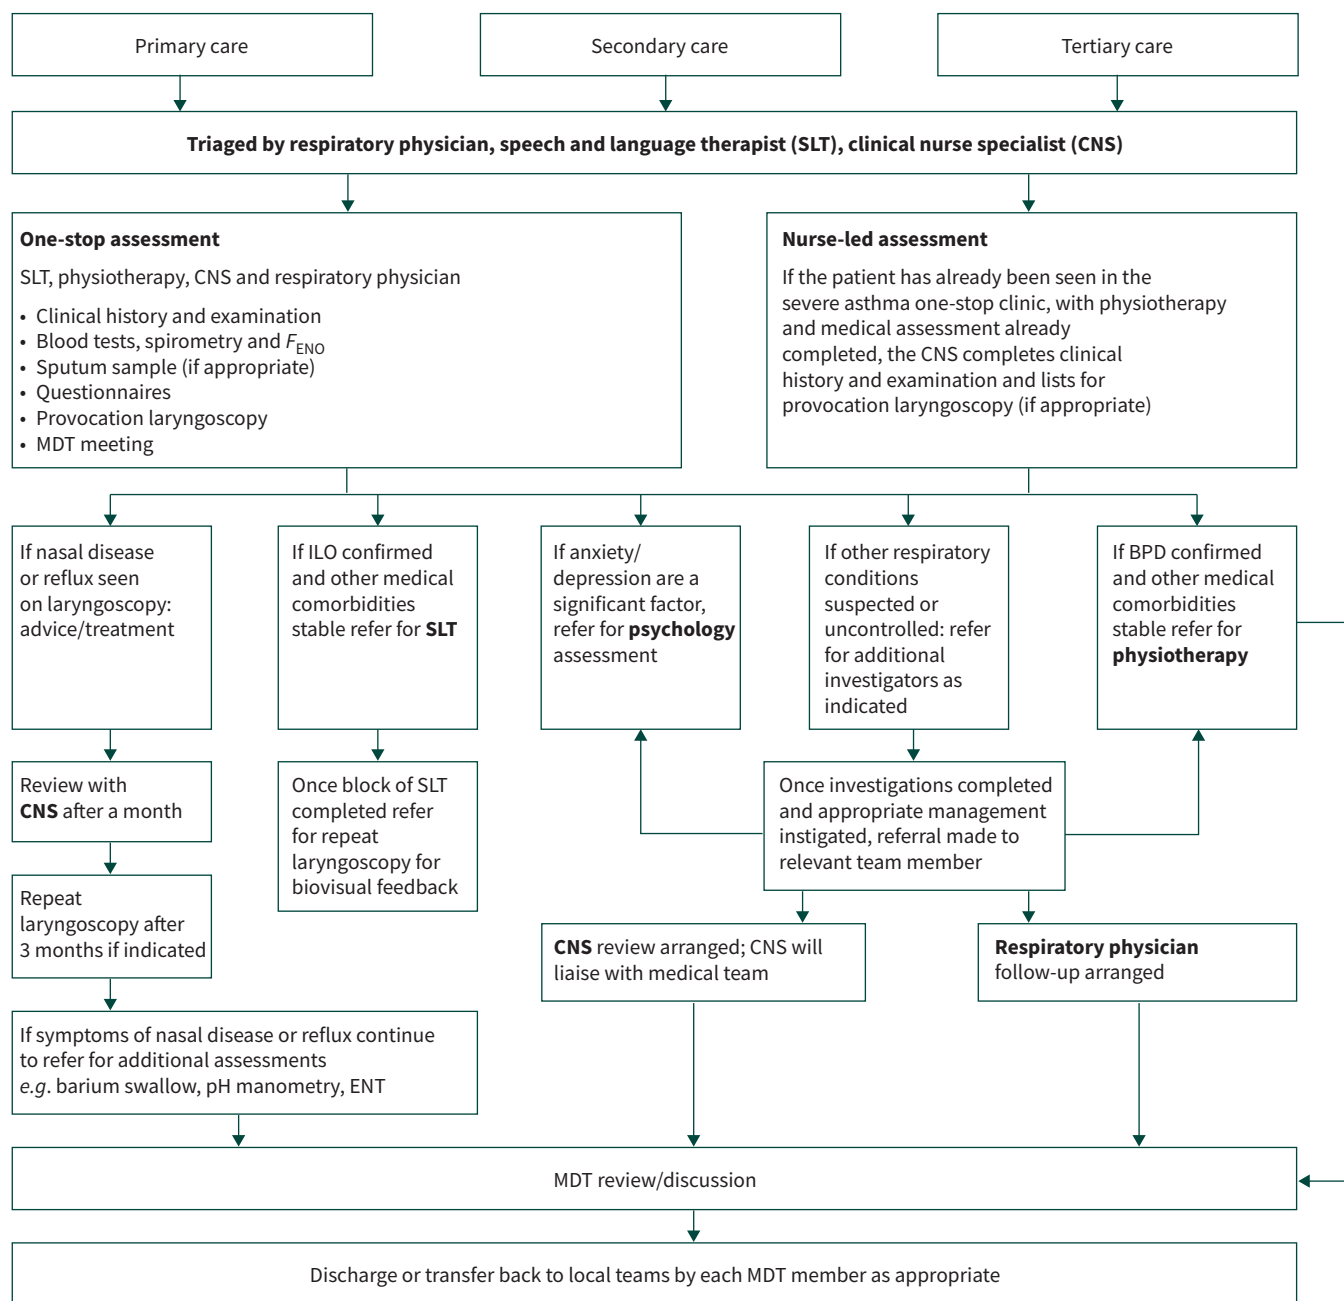 Primary care
Secondary care
Tertiary care
Triaged by respiratory physician, speech and language therapist (SLT), clinical nurse specialist (CNS)
One-stop assessment
SLT, physiotherapy, CNS and respiratory physician
• Clinical history and examination
• Blood tests, spirometry and FENO
• Sputum sample (if appropriate)
• Questionnaires
• Provocation laryngoscopy
• MDT meeting
Nurse-led assessment
If the patient has already been seen in the
severe asthma one-stop clinic, with physiotherapy
and medical assessment already
completed, the CNS completes clinical
history and examination and lists for
provocation laryngoscopy (if appropriate)
If nasal disease
or reflux seen
on laryngoscopy:
advice/treatment
If ILO confirmed
and other medical
comorbidities
stable refer for SLT
If anxiety/
depression are a
significant factor,
refer for psychology
assessment
If other respiratory
conditions
suspected or
uncontrolled: refer
for additional
investigators as
indicated
If BPD confirmed
and other medical
comorbidities
stable refer for
physiotherapy
Review with
CNS after a month
Once block of SLT
completed refer
for repeat
laryngoscopy for
biovisual feedback
Once investigations completed
and appropriate management
instigated, referral made to
relevant team member
Repeat
laryngoscopy after
3 months if indicated
CNS review arranged; CNS will
liaise with medical team
Respiratory physician
follow-up arranged
If symptoms of nasal disease or reflux continue
to refer for additional assessments
e.g. barium swallow, pH manometry, ENT
MDT review/discussion
Discharge or transfer back to local teams by each MDT member as appropriate